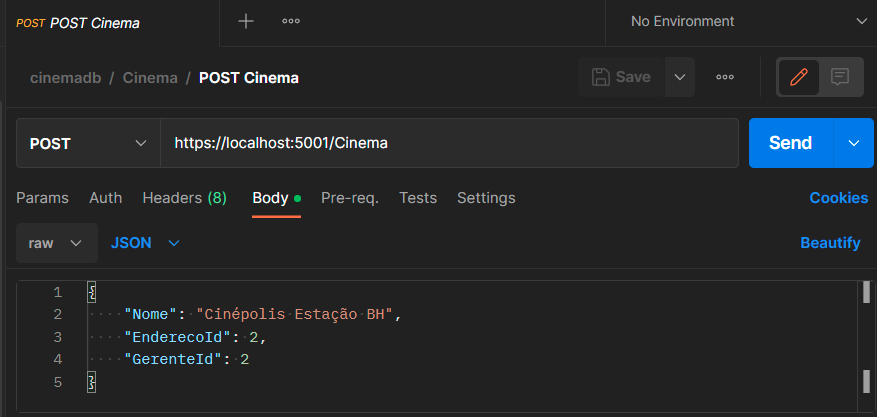 POST POST Cinema
No Environment
cinemadb / Cinema / POST Cinema
Save
POST
https://localhost:5001/Cinema
Send
Params Auth Headers (8) Body Pre-req. Tests Settings
Cookies
raw JSON
Beautify
1 {
2 "Nome": "Cinépolis Estação BH",
3 "EnderecoId": 2,
4 "GerenteId": 2
5 }